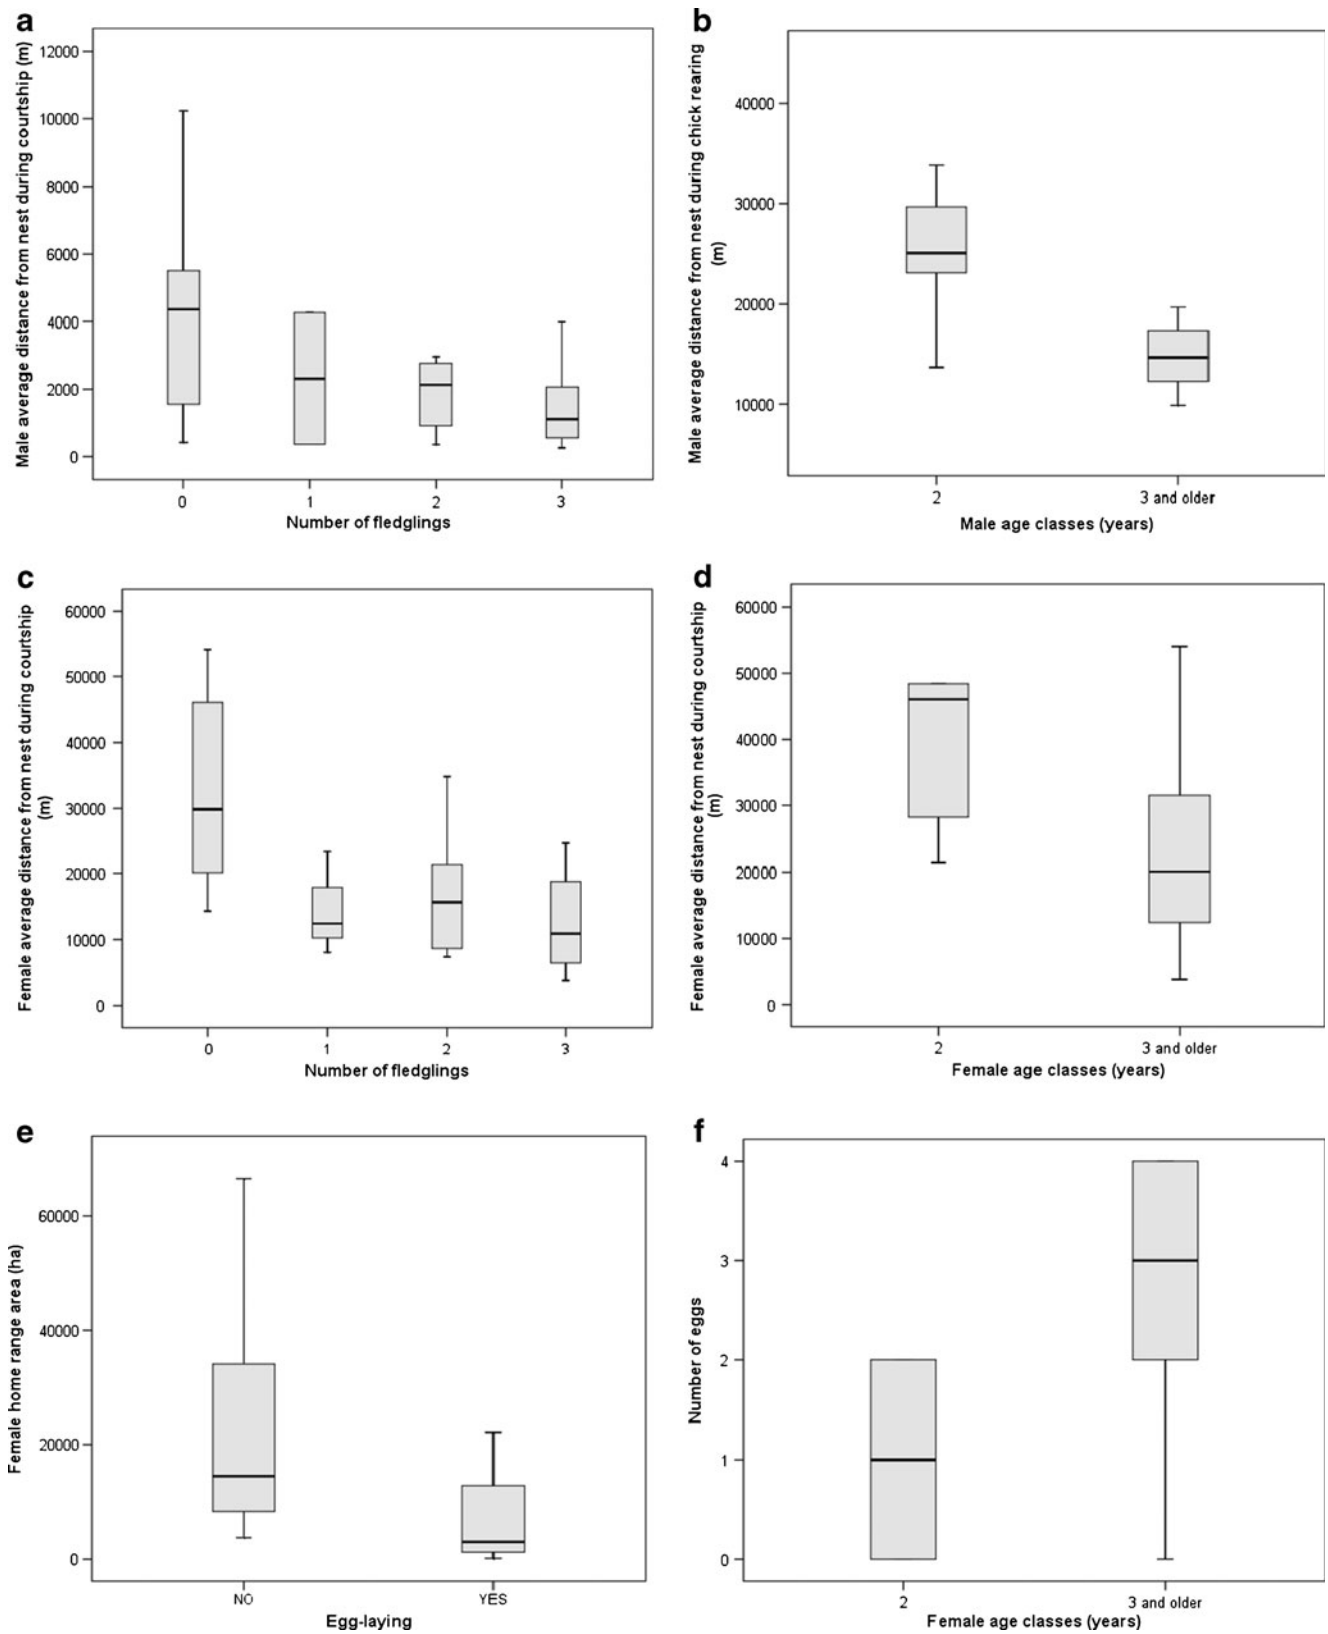 a
Male average distance from nest during courtship (m)
12000
10000
8000
6000
4000
2000
0
0 1 2 3
Number of fledglings
b
Male average distance from nest during chick rearing
(m)
40000
30000
20000
10000
2 3 and older
Male age classes (years)
c
Female average distance from nest during courtship
(m)
60000
50000
40000
30000
20000
10000
0
0 1 2 3
Number of fledglings
d
Female average distance from nest during courtship
(m)
60000
50000
40000
30000
20000
10000
0
2 3 and older
Female age classes (years)
e
Female home range area (ha)
60000
40000
20000
0
NO YES
Egg-laying
f
Number of eggs
4
3
2
1
0
2 3 and older
Female age classes (years)